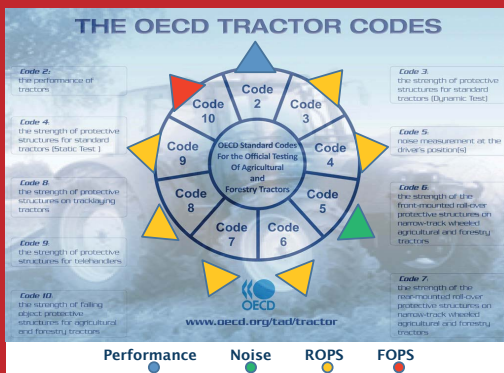 THE OECD TRACTOR CODES
Code 2:
the performance of
tractors
Code 4:
the strength of protective
structures for standard
tractors (Static Test )
Code 8:
the strength of protective
structures on tracklaying
tractors
Code 9:
the strength of protective
structures for telehandlers
Code 10:
the strength of falling
object protective
structures for agricultural
and forestry tractors
Code
2
Code
3
Code
4
Code
5
Code
6
Code
7
Code
8
Code
9
Code
10
OECD Standard Codes
For the Official Testing
Of Agricultural
and
Forestry Tractors
Code 3:
the strength of protective
structures for standard
tractors (Dynamic Test)
Code 5:
noise measurement at the
driver's position(s)
Code 6:
the strength of the
front-mounted roll-over
protective structures on
narrow-track wheeled
agricultural and forestry
tractors
Code 7:
the strength of the
rear-mounted roll-over
protective structures on
narrow-track wheeled
agricultural and forestry
tractors
OECD
www.oecd.org/tad/tractor
Performance Noise ROPS FOPS